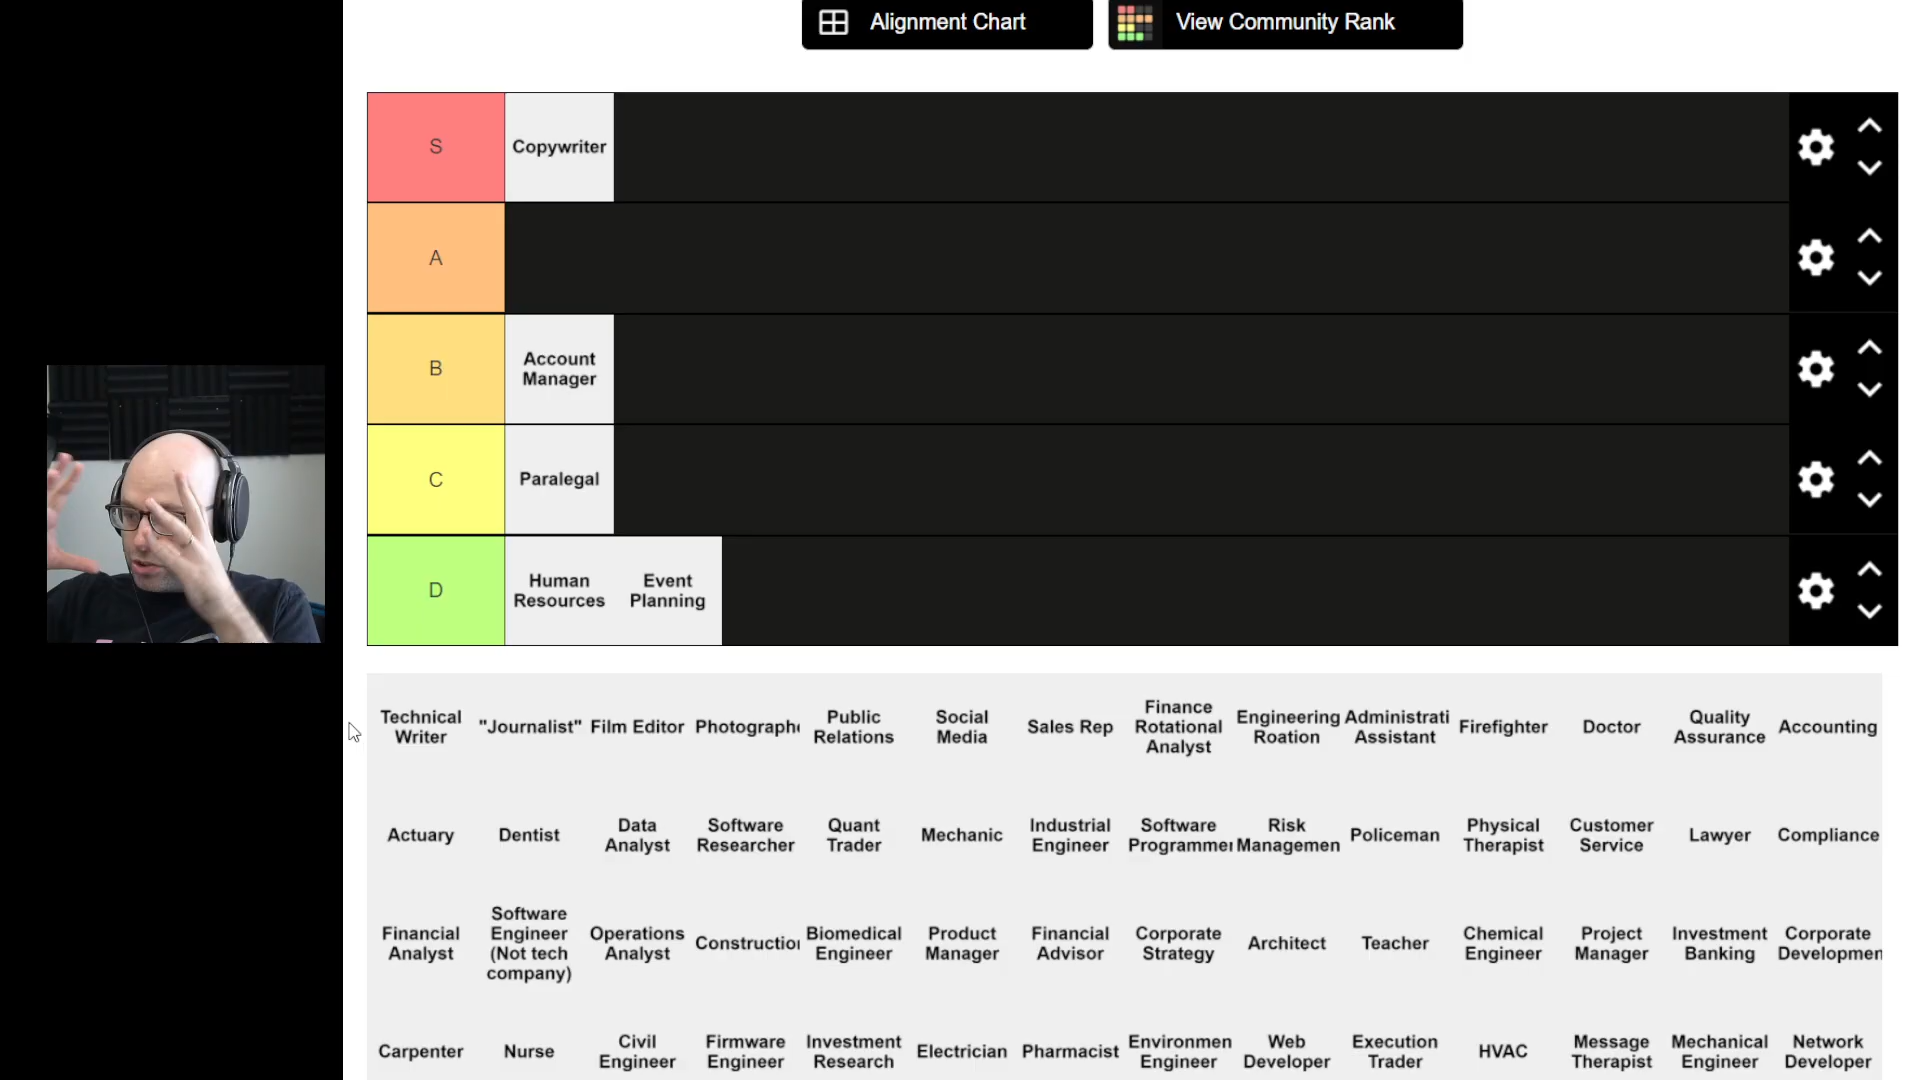 Alignment Chart
View Community Rank
S
Copywriter
A
B
Account
Manager
C
Paralegal
D
Human
Resources
Event
Planning
Technical
Writer
"Journalist"
Film Editor
Photographe
Public
Relations
Social
Media
Sales Rep
Finance
Rotational
Analyst
Engineering
Roation
Administrati
Assistant
Firefighter
Doctor
Quality
Assurance
Accounting
Actuary
Dentist
Data
Analyst
Software
Researcher
Quant
Trader
Mechanic
Industrial
Engineer
Software
Programmer
Risk
Managemen
Policeman
Physical
Therapist
Customer
Service
Lawyer
Compliance
Financial
Analyst
Software
Engineer
(Not tech
company)
Operations
Analyst
Construction
Biomedical
Engineer
Product
Manager
Financial
Advisor
Corporate
Strategy
Architect
Teacher
Chemical
Engineer
Project
Manager
Investment
Banking
Corporate
Developmen
Carpenter
Nurse
Civil
Engineer
Firmware
Engineer
Investment
Research
Electrician
Pharmacist
Environmen
Engineer
Web
Developer
Execution
Trader
HVAC
Message
Therapist
Mechanical
Engineer
Network
Developer